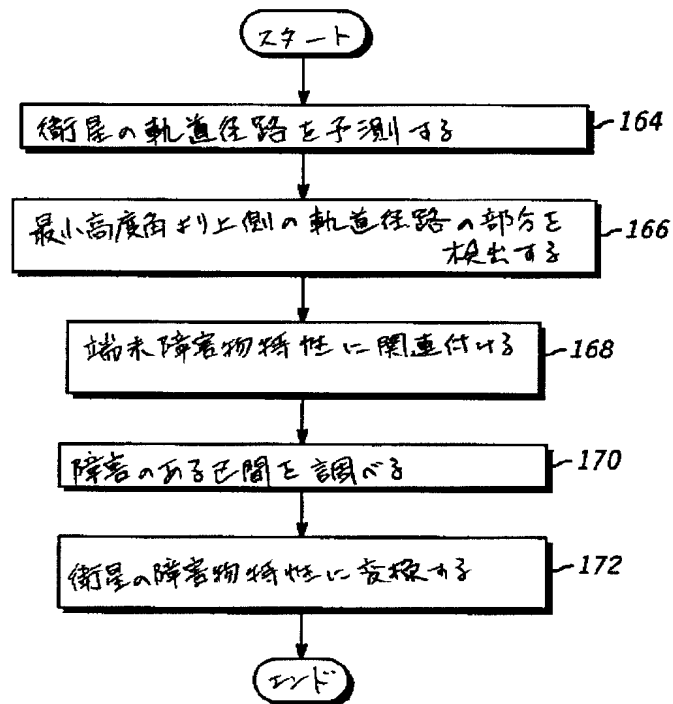 スタート
衛星の軌道径路を予測する
164
最小高度角より上側の軌道径路の部分を
検出する
166
端末障害物特性に関連付ける
168
障害のある区間を調べる
170
衛星の障害物特性に変換する
172
エンド